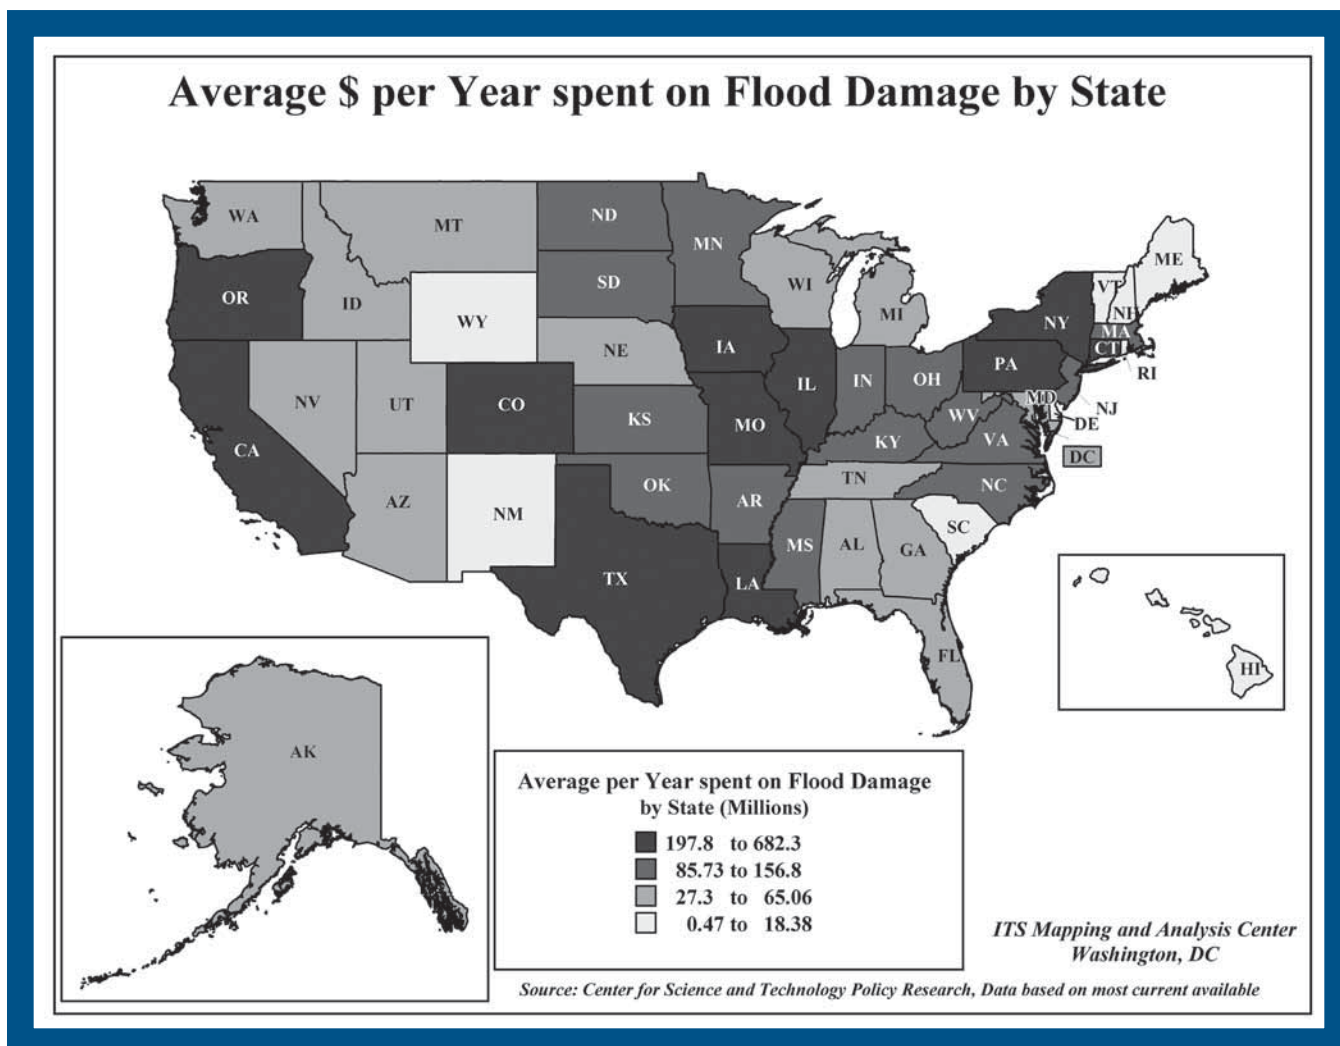 Average $ per Year spent on Flood Damage by State
WA
MT
ND
MN
ME
OR
ID
SD
WI
MI
VT
NH
WY
NY
MA
NE
IA
CT
RI
PA
NV
UT
CO
IL
IN
OH
MD
NJ
CA
KS
MO
WV
DE
KY
VA
DC
AZ
OK
TN
NC
NM
AR
SC
MS
AL
GA
TX
LA
FL
HI
AK
Average per Year spent on Flood Damage
by State (Millions)
197.8 to 682.3
85.73 to 156.8
27.3 to 65.06
0.47 to 18.38
ITS Mapping and Analysis Center
Washington, DC
Source: Center for Science and Technology Policy Research, Data based on most current available